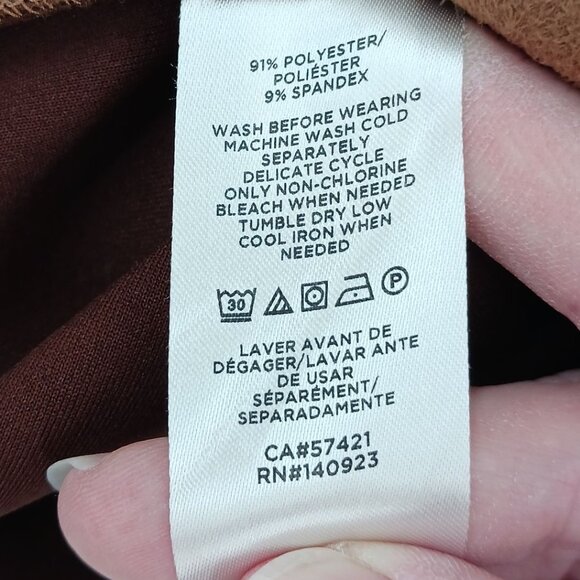 91% POLYESTER/
POLIÉSTER
9% SPANDEX
WASH BEFORE WEARING
MACHINE WASH COLD
SEPARATELY
DELICATE CYCLE
ONLY NON-CHLORINE
BLEACH WHEN NEEDED
TUMBLE DRY LOW
COOL IRON WHEN
NEEDED
30 P
LAVER AVANT DE
DÉGAGER/LAVAR ANTE
DE USAR
SÉPARÉMENT/
SEPARADAMENTE
CA#57421
RN#140923